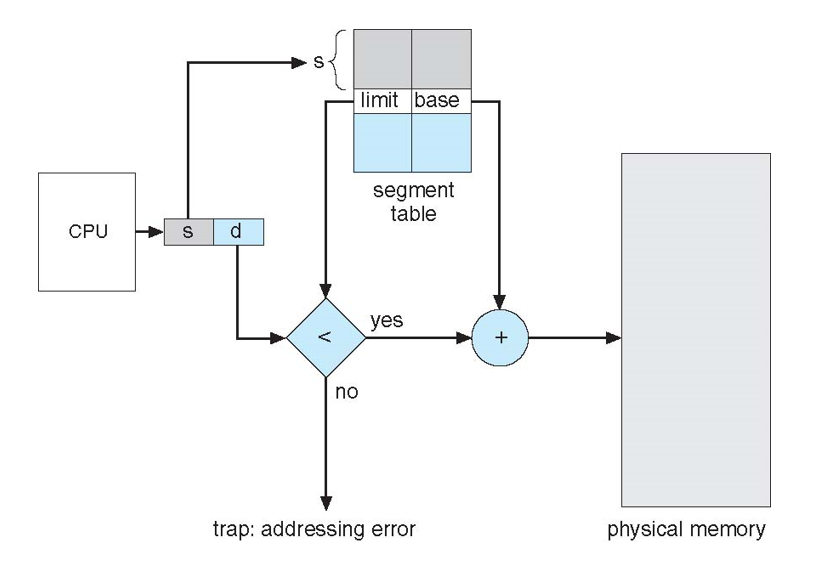 s
limit base
segment
table
CPU
s d
<
yes
+
no
trap: addressing error
physical memory